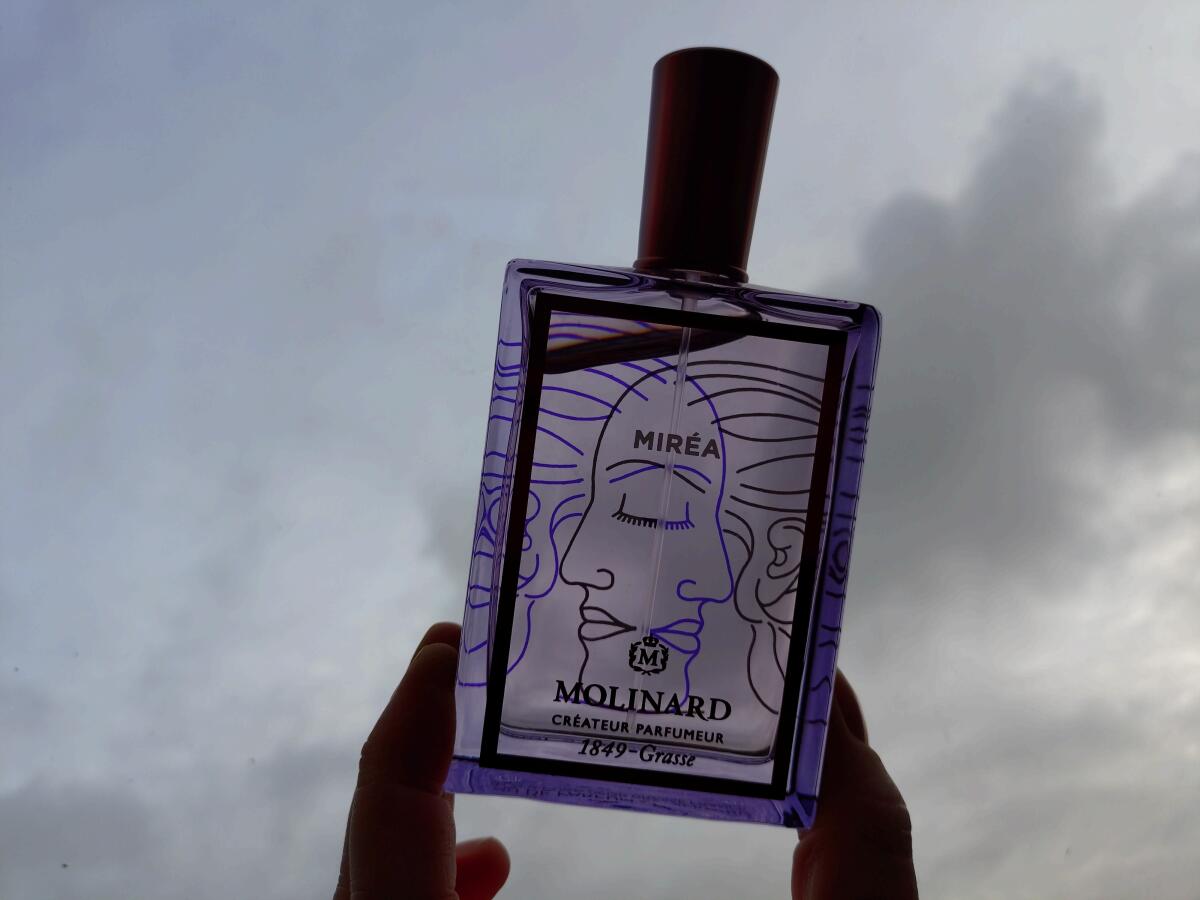 MIRÉA
M
MOLINARD
CRÉATEUR PARFUMEUR
1849-Grasse